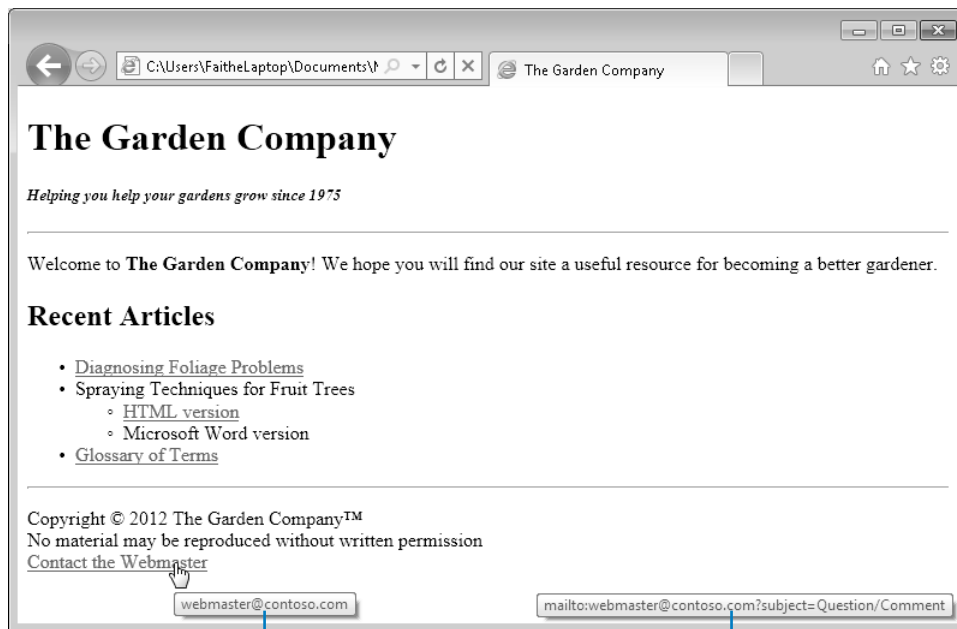 C:\Users\FaitheLaptop\Documents\
The Garden Company
The Garden Company
Helping you help your gardens grow since 1975
Welcome to The Garden Company! We hope you will find our site a useful resource for becoming a better gardener.
Recent Articles
• Diagnosing Foliage Problems
• Spraying Techniques for Fruit Trees
◦ HTML version
◦ Microsoft Word version
• Glossary of Terms
Copyright © 2012 The Garden Company™
No material may be reproduced without written permission
Contact the Webmaster
webmaster@contoso.com
mailto:webmaster@contoso.com?subject=Question/Comment